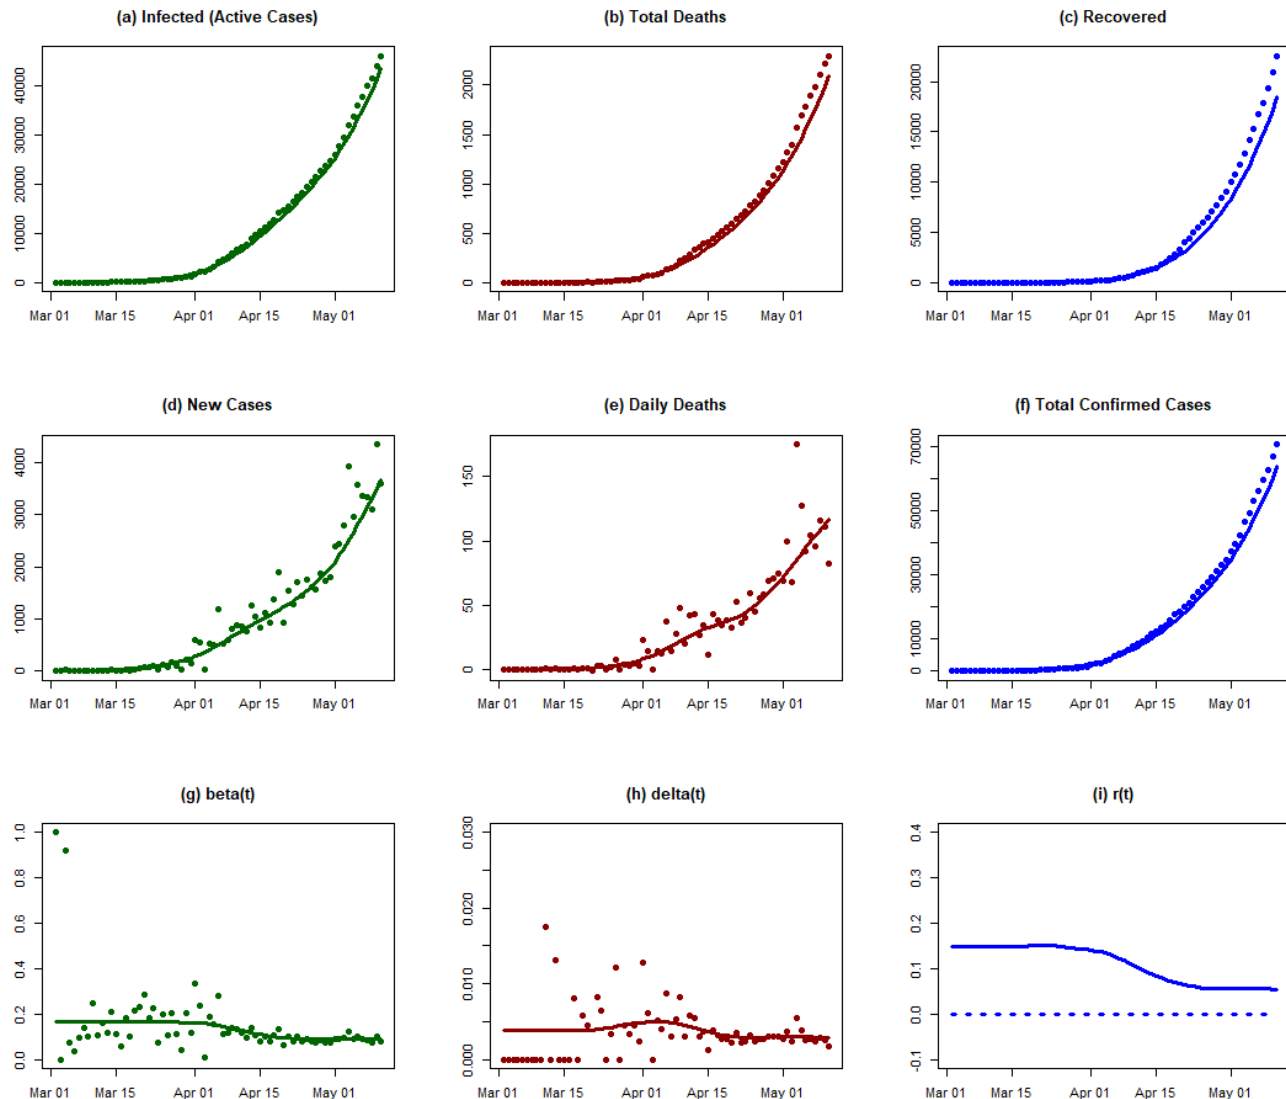 (a) Infected (Active Cases)
40000
30000
20000
10000
0
Mar 01 Mar 15 Apr 01 Apr 15 May 01
(b) Total Deaths
2000
1500
1000
500
0
Mar 01 Mar 15 Apr 01 Apr 15 May 01
(c) Recovered
20000
15000
10000
5000
0
Mar 01 Mar 15 Apr 01 Apr 15 May 01
(d) New Cases
4000
3000
2000
1000
0
Mar 01 Mar 15 Apr 01 Apr 15 May 01
(e) Daily Deaths
150
100
50
0
Mar 01 Mar 15 Apr 01 Apr 15 May 01
(f) Total Confirmed Cases
70000
50000
30000
10000
0
Mar 01 Mar 15 Apr 01 Apr 15 May 01
(g) beta(t)
1.0
0.8
0.6
0.4
0.2
0.0
Mar 01 Mar 15 Apr 01 Apr 15 May 01
(h) delta(t)
0.030
0.020
0.010
0.000
Mar 01 Mar 15 Apr 01 Apr 15 May 01
(i) r(t)
0.4
0.3
0.2
0.1
0.0
-0.1
Mar 01 Mar 15 Apr 01 Apr 15 May 01